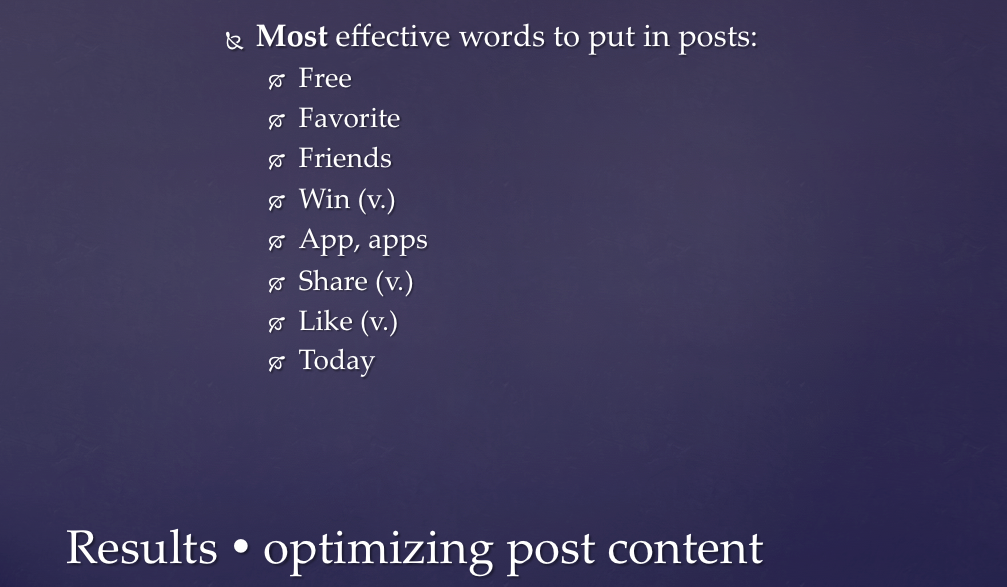 Most effective words to put in posts:
Free
Favorite
Friends
Win (v.)
App, apps
Share (v.)
Like (v.)
Today
Results • optimizing post content